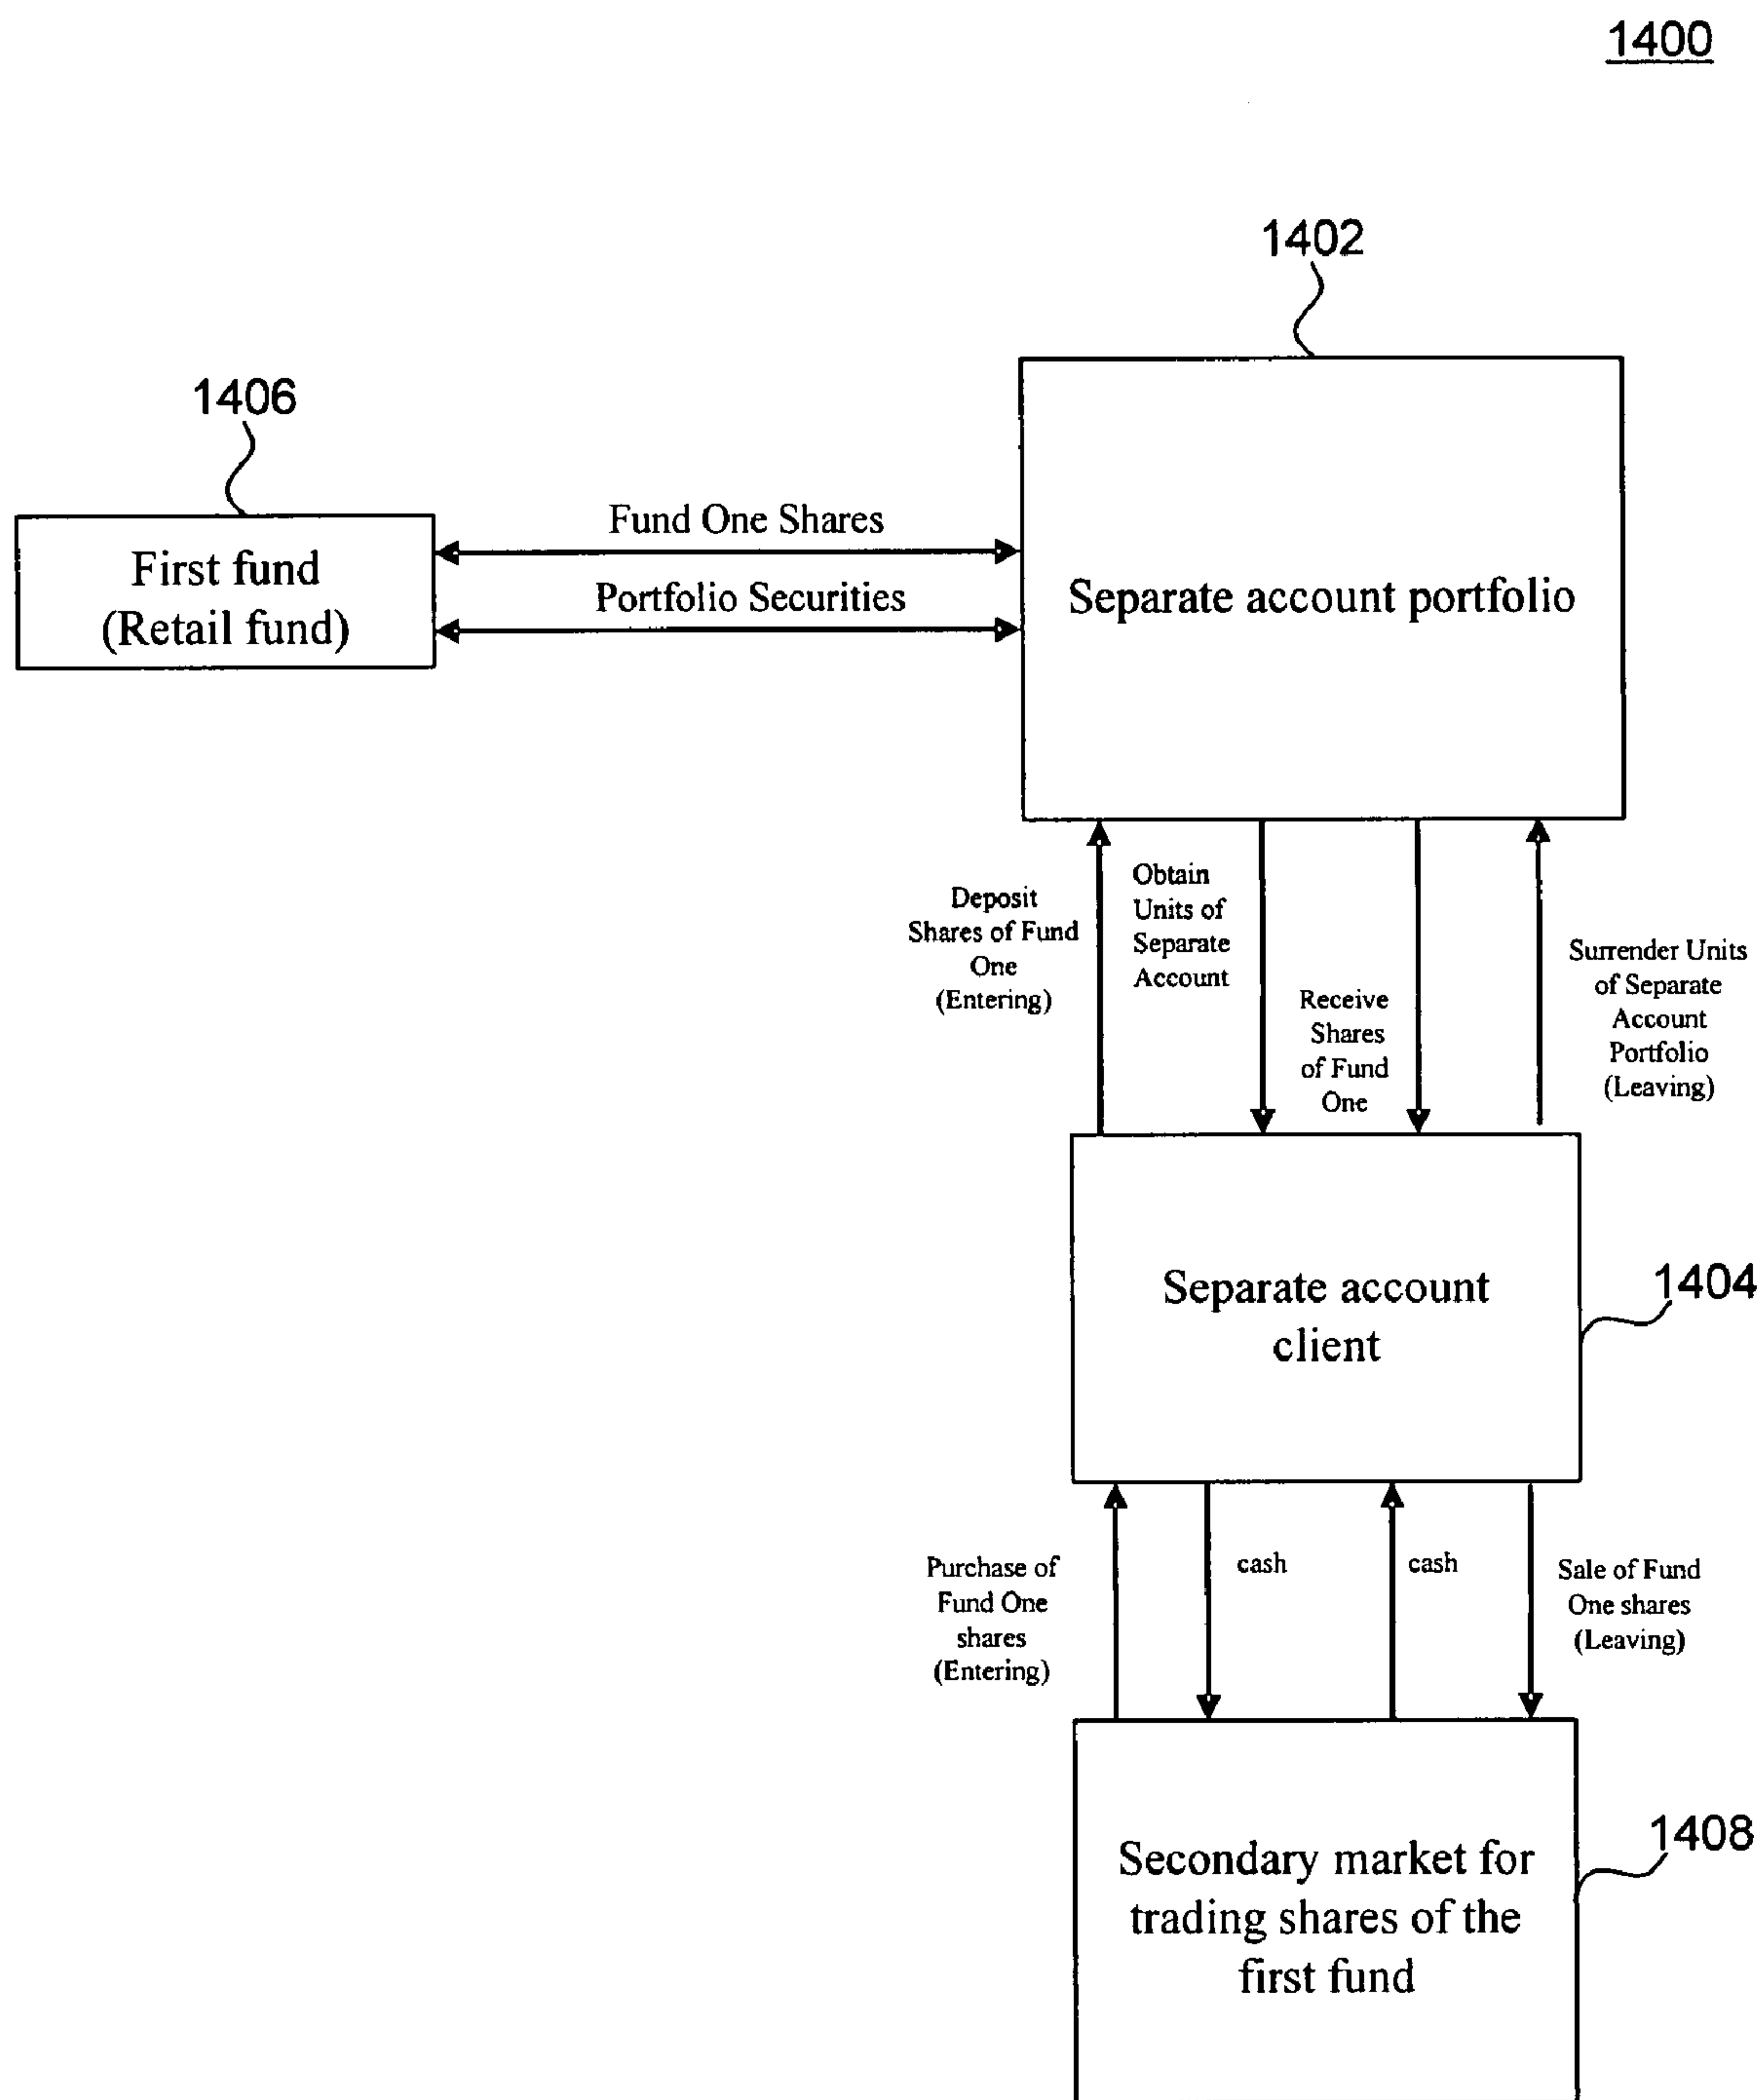 1400
1402
1406
First fund
(Retail fund)
Fund One Shares
Portfolio Securities
Separate account portfolio
Deposit
Shares of Fund
One
(Entering)
Obtain
Units of
Separate
Account
Receive
Shares
of Fund
One
Surrender Units
of Separate
Account
Portfolio
(Leaving)
Separate account
client
1404
Purchase of
Fund One
shares
(Entering)
cash
cash
Sale of Fund
One shares
(Leaving)
Secondary market for
trading shares of the
first fund
1408